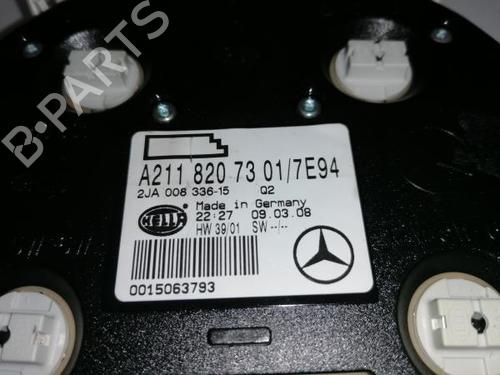 B-PARTS
A211 820 73 01/7E94
2JA 008 336-15 Q2
HELLA
Made in Germany
22:27 09.03.08
HW 39/01 SW --/--
0015063793